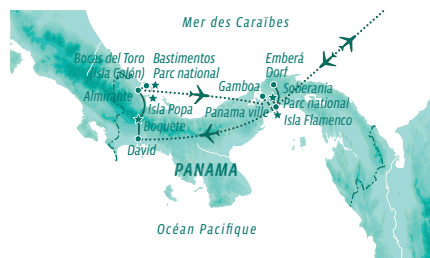 Mer des Caraïbes
Bocas del Toro
(Isla Colón)
Bastimentos
Parc national
Almirante
Isla Popa
Boquete
David
Emberá
Dorf
Gamboa
Soberanía
Parc national
Panama ville
Isla Flamenco
PANAMA
Océan Pacifique